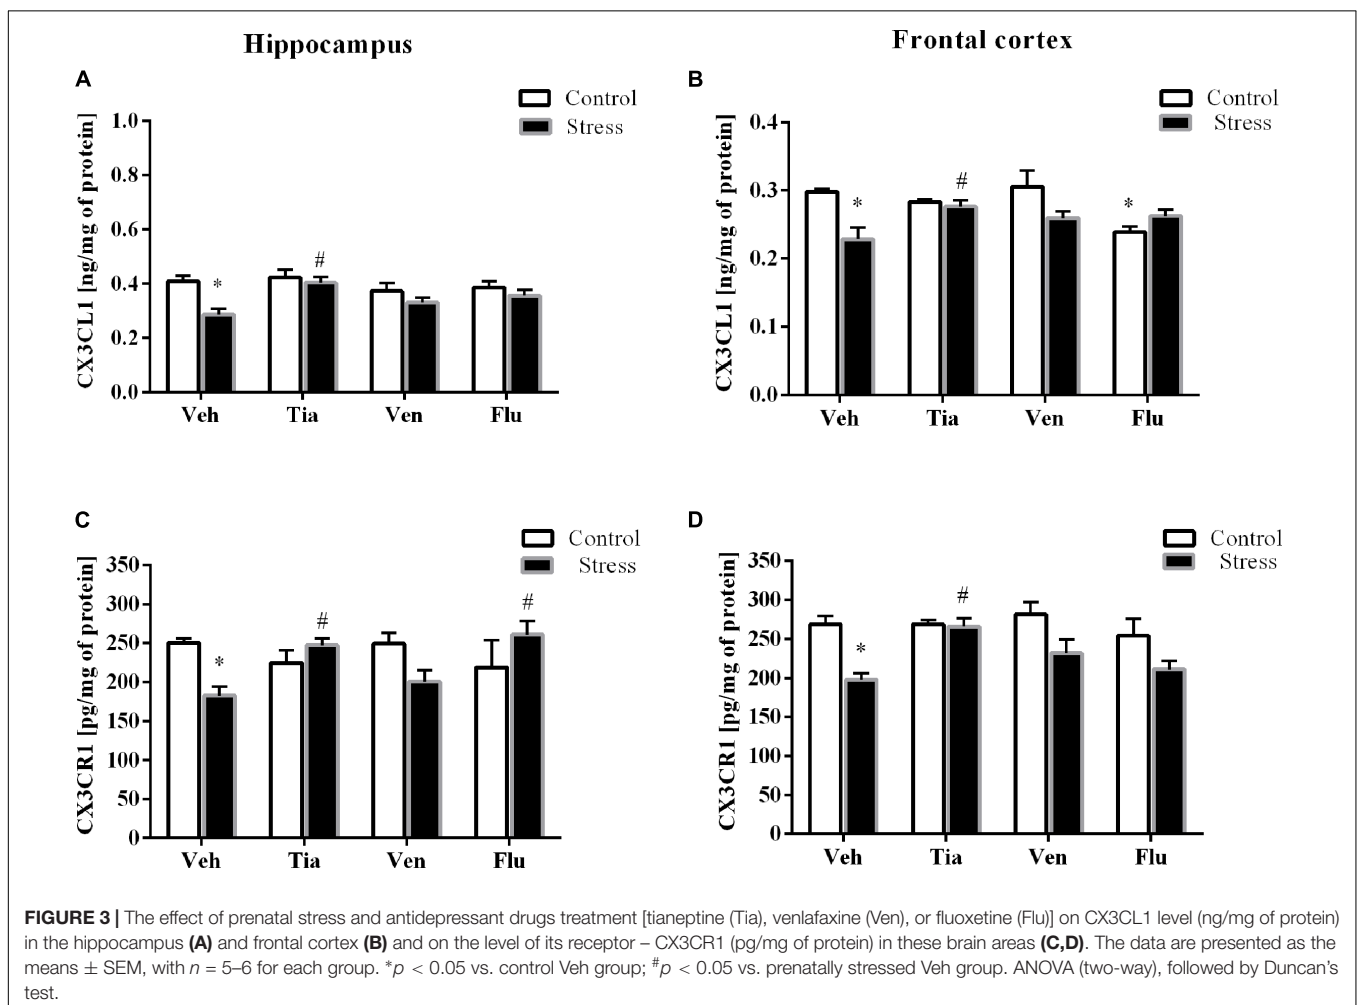 Hippocampus
Frontal cortex
A
Control
Stress
CX3CL1 [ng/mg of protein]
1.0
0.8
0.6
0.4
0.2
0.0
*
#
Veh Tia Ven Flu
B
Control
Stress
CX3CL1 [ng/mg of protein]
0.4
0.3
0.2
0.1
0.0
*
#
*
Veh Tia Ven Flu
C
Control
Stress
CX3CR1 [pg/mg of protein]
350
300
250
200
150
100
50
0
*
#
#
Veh Tia Ven Flu
D
Control
Stress
CX3CR1 [pg/mg of protein]
350
300
250
200
150
100
50
0
*
#
Veh Tia Ven Flu
FIGURE 3 | The effect of prenatal stress and antidepressant drugs treatment [tianeptine (Tia), venlafaxine (Ven), or fluoxetine (Flu)] on CX3CL1 level (ng/mg of protein)
in the hippocampus (A) and frontal cortex (B) and on the level of its receptor – CX3CR1 (pg/mg of protein) in these brain areas (C,D). The data are presented as the
means ± SEM, with n = 5–6 for each group. *p < 0.05 vs. control Veh group; #p < 0.05 vs. prenatally stressed Veh group. ANOVA (two-way), followed by Duncan's
test.